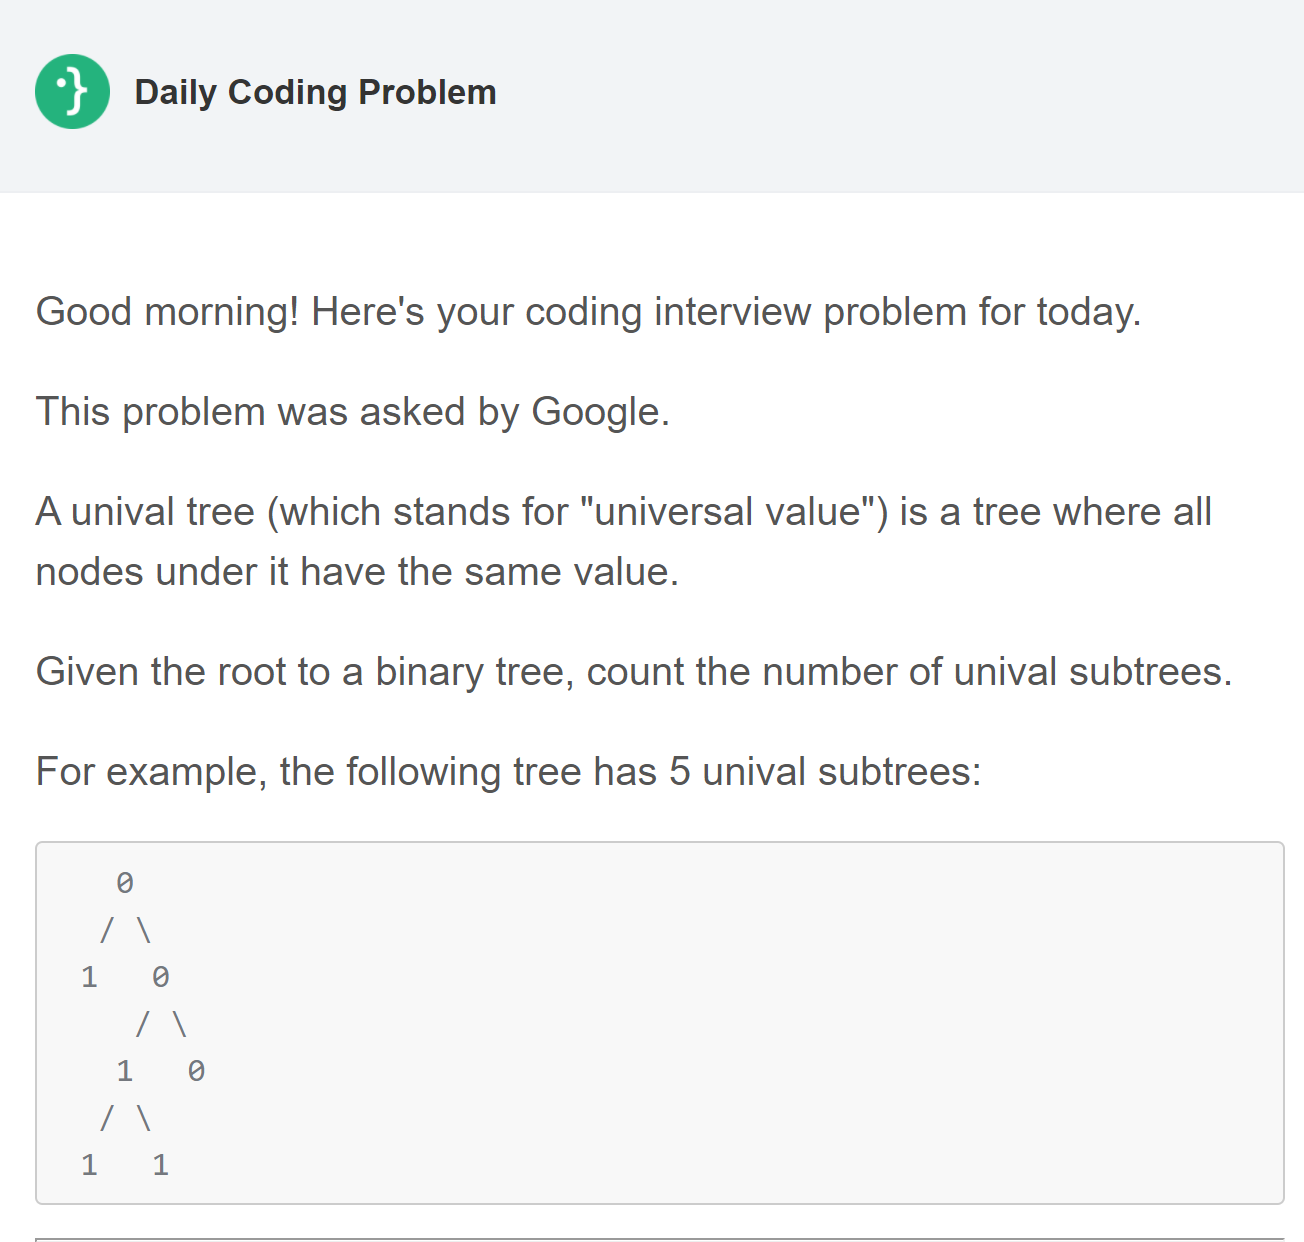 Daily Coding Problem
Good morning! Here's your coding interview problem for today.
This problem was asked by Google.
A unival tree (which stands for "universal value") is a tree where all
nodes under it have the same value.
Given the root to a binary tree, count the number of unival subtrees.
For example, the following tree has 5 unival subtrees:
    0
   / \
  1   0
     / \
    1   0
   / \
  1   1